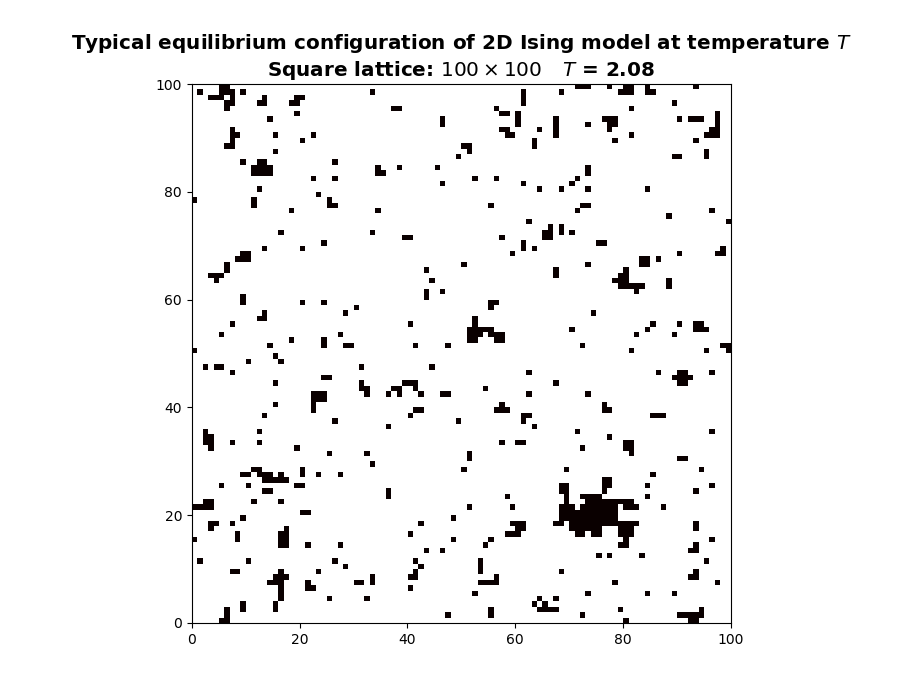 Typical equilibrium configuration of 2D Ising model at temperature T
Square lattice: 100 × 100 T = 2.08
100
80
60
40
20
0
0 20 40 60 80 100